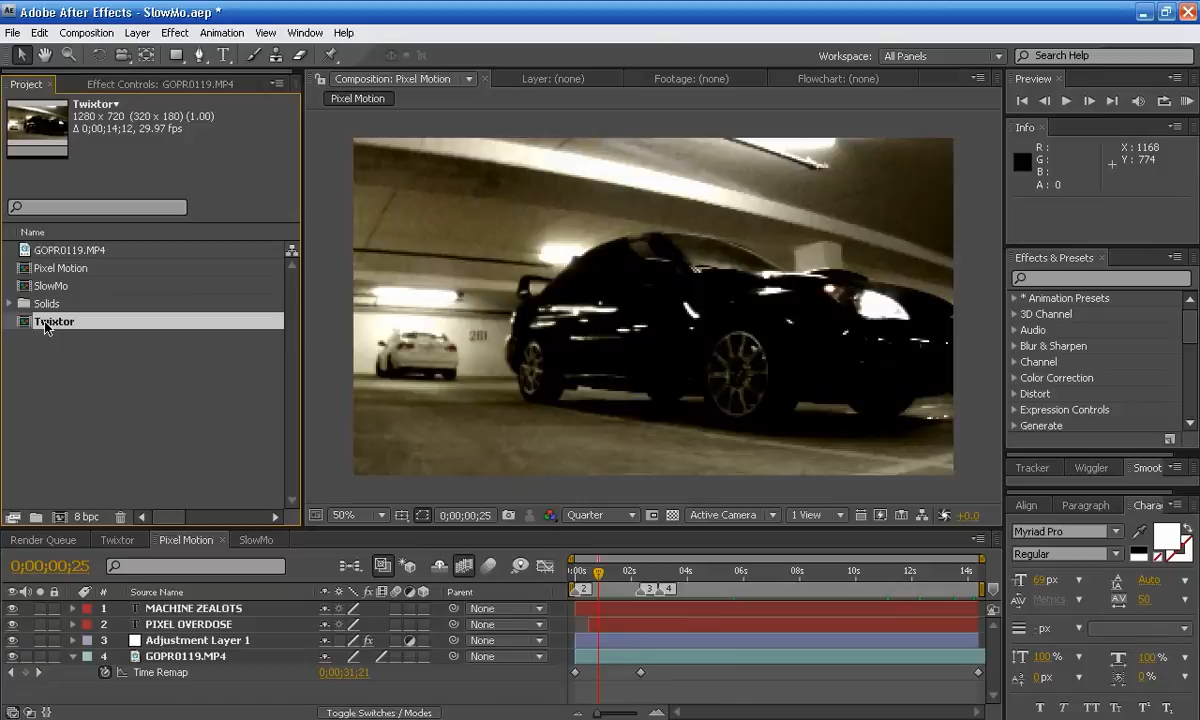 Adobe After Effects - SlowMo.aep *
File Edit Composition Layer Effect Animation View Window Help
Workspace: All Panels Search Help
Project Effect Controls: GOPR0119.MP4
Composition: Pixel Motion Layer: (none) Footage: (none) Flowchart: (none)
Preview
Twixtor
1280 x 720 (320 x 180) (1.00)
Δ 0;00;14;12, 29.97 fps
Pixel Motion
Info
R :
G :
B :
A : 0
X : 1168
Y : 774
Name
GOPR0119.MP4
Pixel Motion
SlowMo
Solids
Twixtor
Effects & Presets
* Animation Presets
3D Channel
Audio
Blur & Sharpen
Channel
Color Correction
Distort
Expression Controls
Generate
Tracker Wiggler Smoot
8 bpc
50% 0;00;00;25 Quarter Active Camera 1 View +0.0
Align Paragraph Chara
Myriad Pro
Regular
69 px Auto
Metrics 50
- px
100% 100%
0 px 0 %
T T TT Tт
Render Queue Twixtor Pixel Motion SlowMo
0;00;00;25
:00s 02s 04s 06s 08s 10s 12s 14s
# Source Name Parent
2 3 4
1 T MACHINE ZEALOTS None
2 T PIXEL OVERDOSE None
3 Adjustment Layer 1 fx None
4 GOPR0119.MP4 None
Time Remap 0;00;31;21
Toggle Switches / Modes